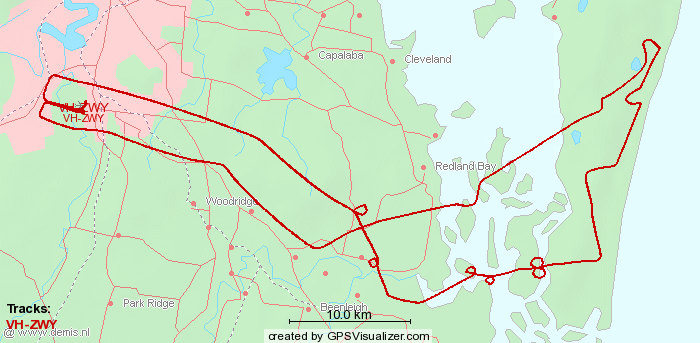 Capalaba
Cleveland
VH-ZWY
VH-ZWY
Redland Bay
Woodridge
Park Ridge
Beenleigh
Tracks:
VH-ZWY
@ www.demis.nl
10.0 km
created by GPSVisualizer.com